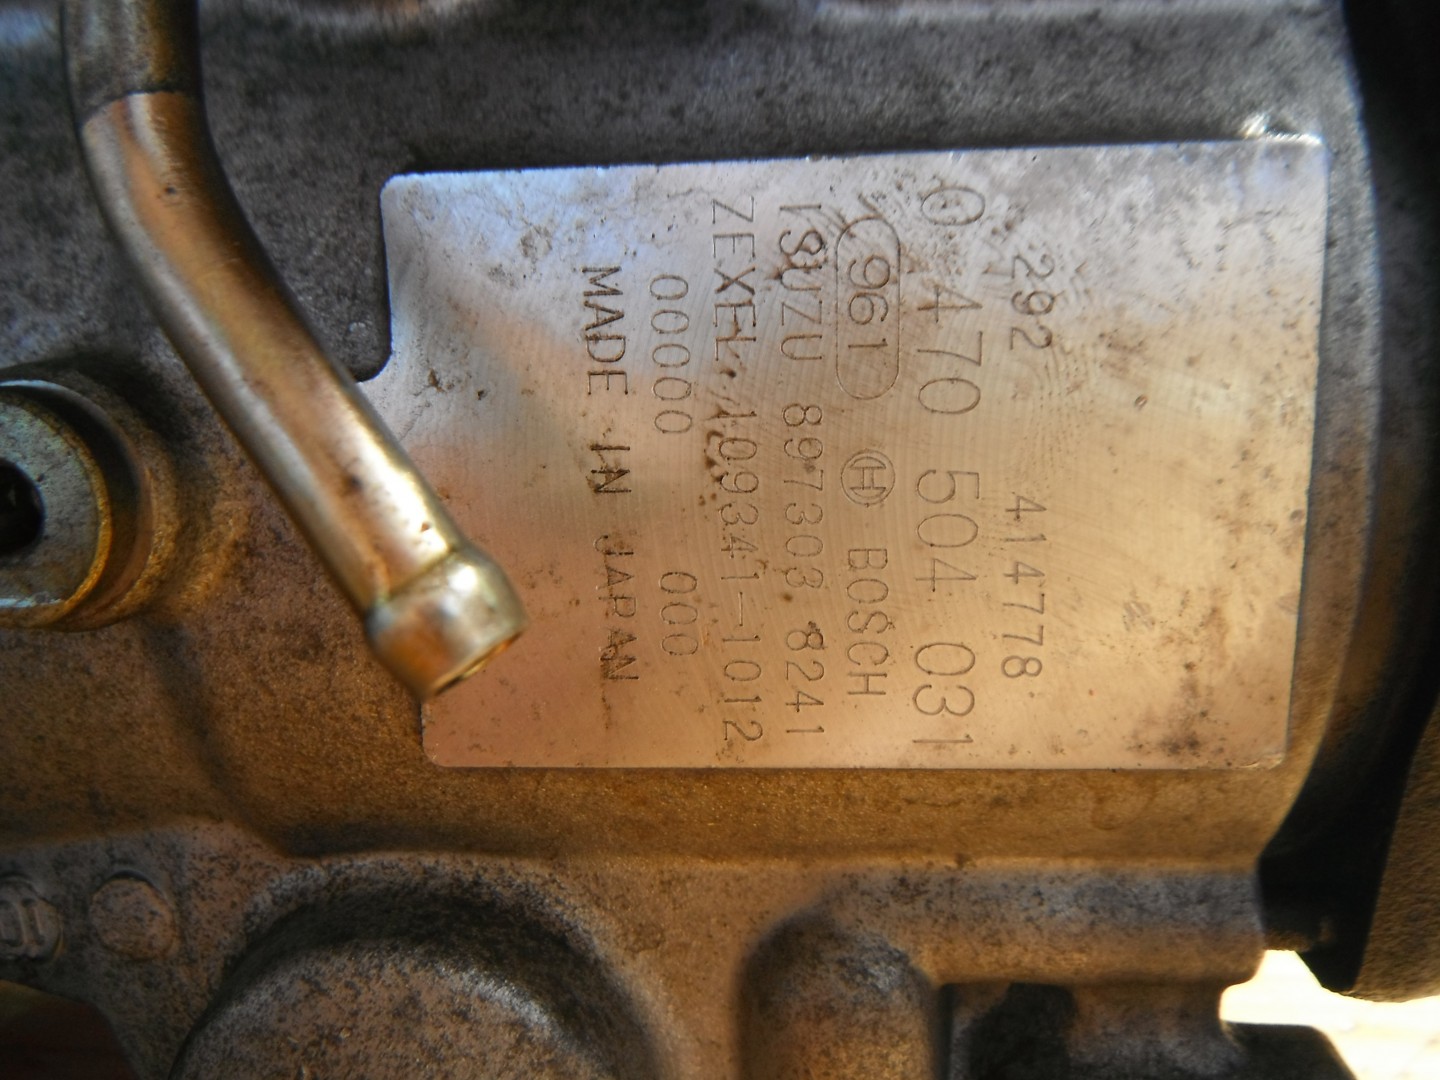 292 414778
0 470 504 031
961 BOSCH
ISUZU 897303 8241
ZEXEL 109341-1012
00000 000
MADE IN JAPAN